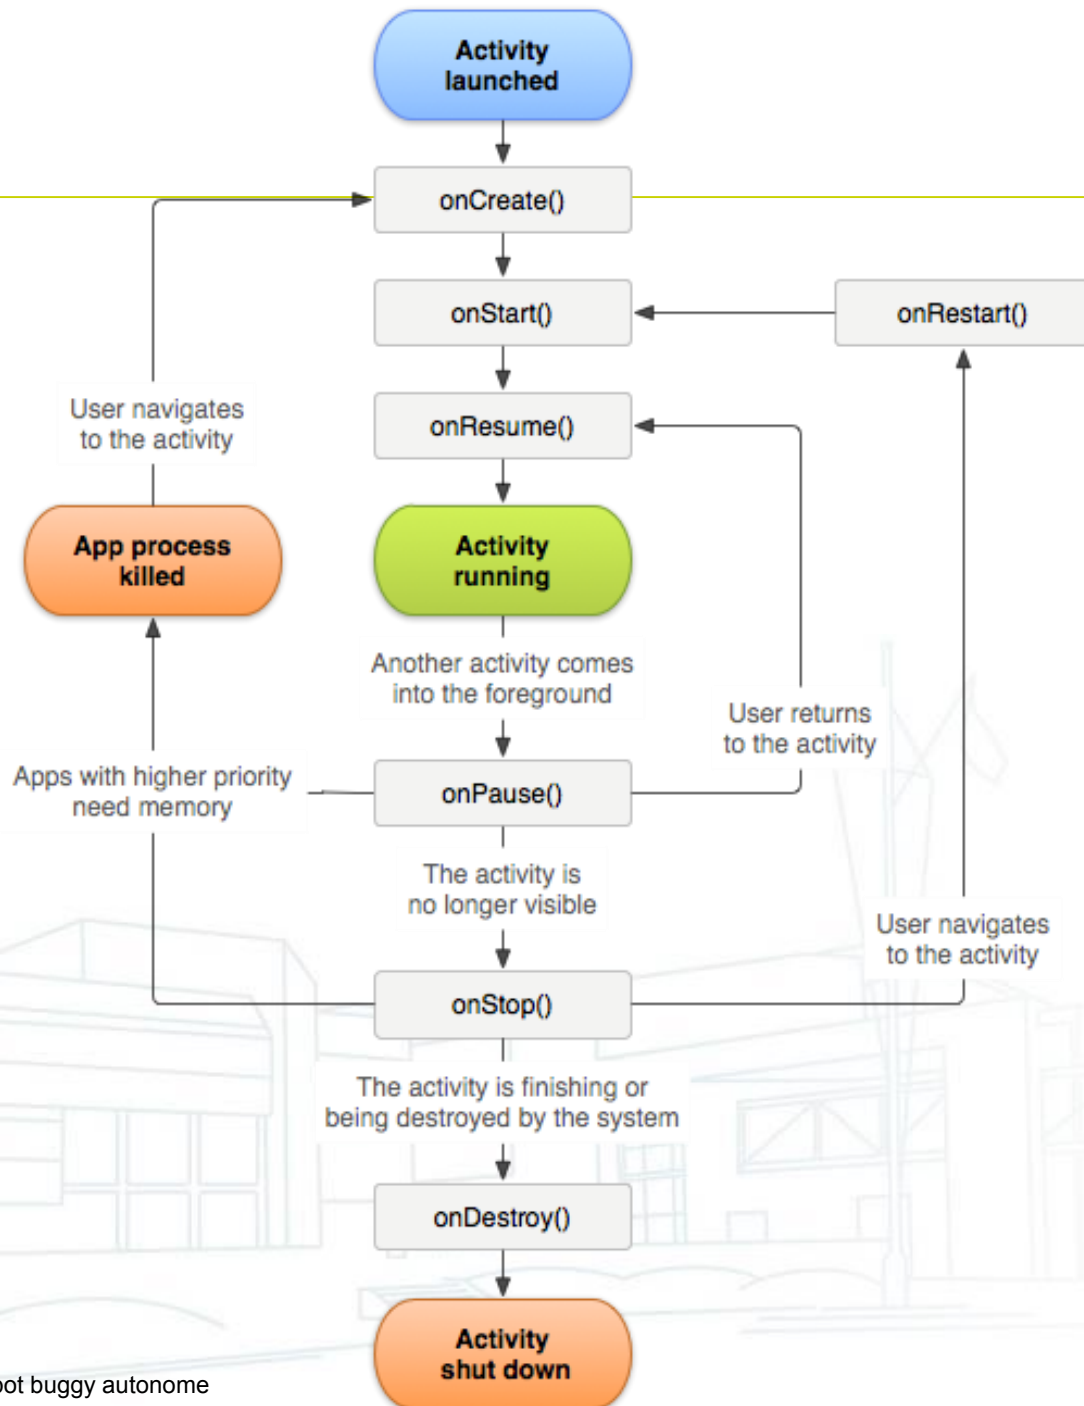 Activity
launched
onCreate()
onStart()
onRestart()
onResume()
User navigates
to the activity
App process
killed
Activity
running
Another activity comes
into the foreground
User returns
to the activity
Apps with higher priority
need memory
onPause()
The activity is
no longer visible
User navigates
to the activity
onStop()
The activity is finishing or
being destroyed by the system
onDestroy()
Activity
shut down
buggy autonome